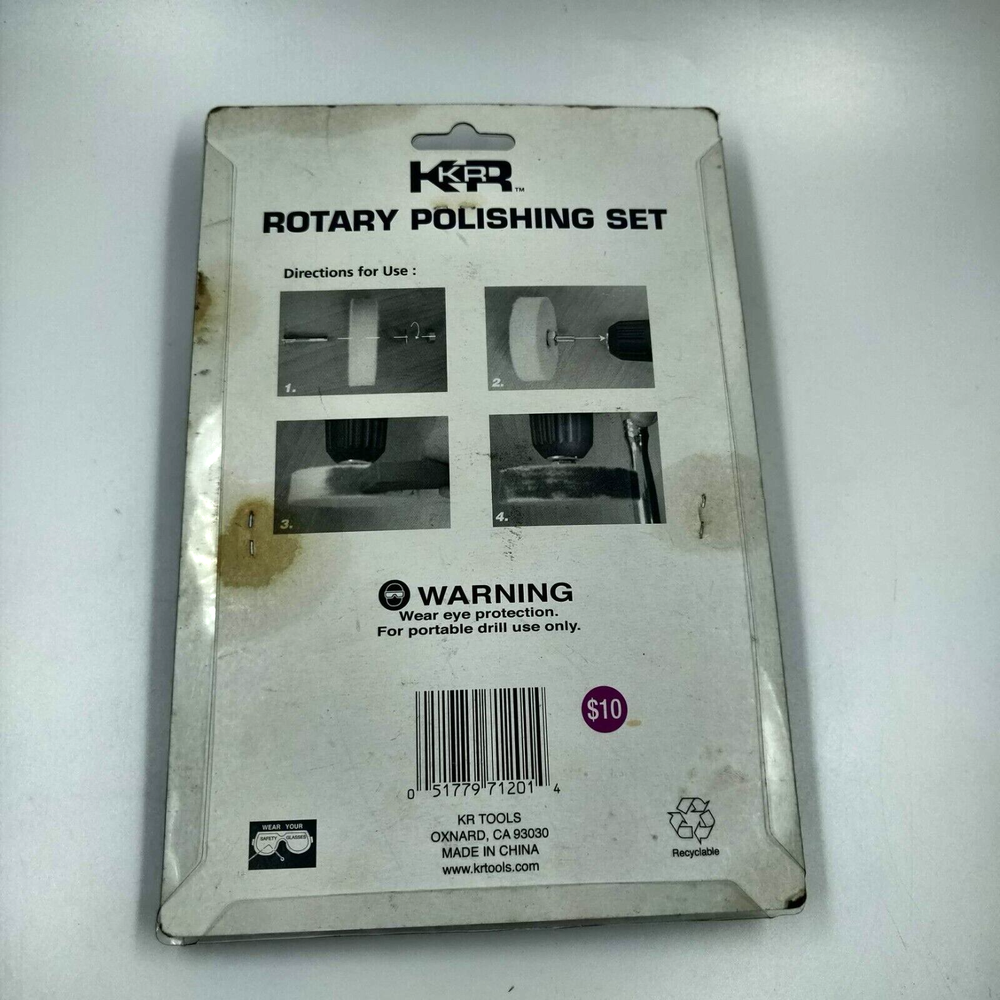 KR
KR™
ROTARY POLISHING SET
Directions for Use :
1.
2.
3.
4.
WARNING
Wear eye protection.
For portable drill use only.
$10
0 51779 71201 4
WEAR YOUR
SAFETY GLASSES
KR TOOLS
OXNARD, CA 93030
MADE IN CHINA
www.krtools.com
Recyclable